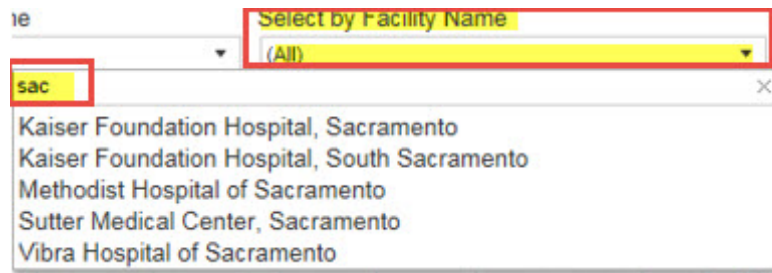 Select by Facility Name
(All)
sac
Kaiser Foundation Hospital, Sacramento
Kaiser Foundation Hospital, South Sacramento
Methodist Hospital of Sacramento
Sutter Medical Center, Sacramento
Vibra Hospital of Sacramento